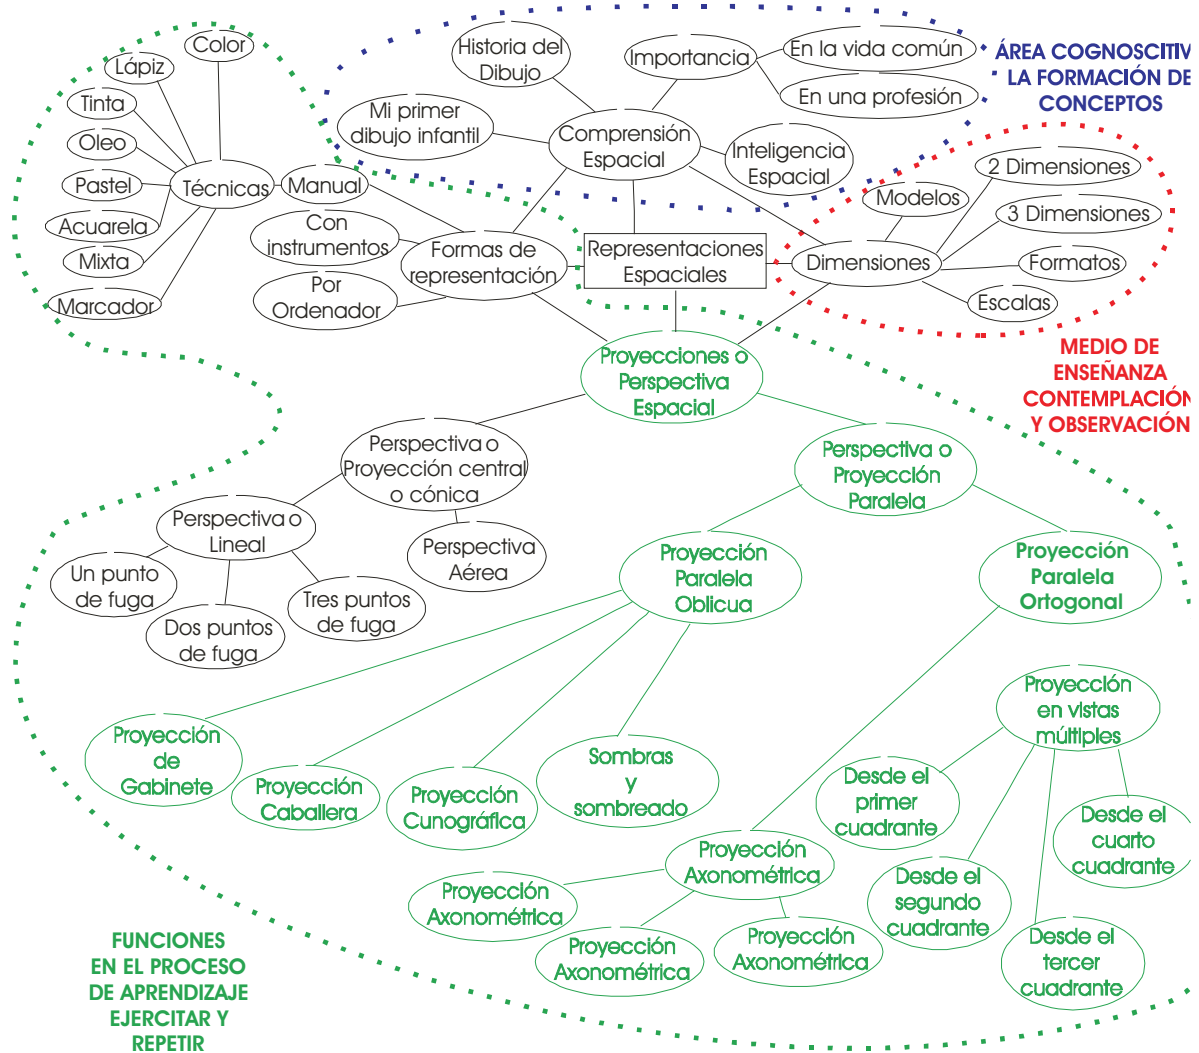 Color
Lápiz
Tinta
Oleo
Pastel
Acuarela
Mixta
Marcador
Técnicas
Manual
Con
instrumentos
Por
Ordenador
Formas de
representación
Historia del
Dibujo
Mi primer
dibujo infantil
Comprensión
Espacial
Importancia
En la vida común
En una profesión
Inteligencia
Espacial
ÁREA COGNOSCITIV
LA FORMACIÓN DE
CONCEPTOS
Representaciones
Espaciales
Dimensiones
Modelos
2 Dimensiones
3 Dimensiones
Formatos
Escalas
MEDIO DE
ENSEÑANZA
CONTEMPLACIÓN
Y OBSERVACIÓN
Proyecciones o
Perspectiva
Espacial
Perspectiva o
Proyección central
o cónica
Perspectiva o
Lineal
Perspectiva
Aérea
Un punto
de fuga
Dos puntos
de fuga
Tres puntos
de fuga
Perspectiva o
Proyección
Paralela
Proyección
Paralela
Oblicua
Proyección
Paralela
Ortogonal
Proyección
de
Gabinete
Proyección
Caballera
Proyección
Cunográfica
Sombras
y
sombreado
Proyección
en vistas
múltiples
Desde el
primer
cuadrante
Desde el
segundo
cuadrante
Desde el
tercer
cuadrante
Desde el
cuarto
cuadrante
Proyección
Axonométrica
Proyección
Axonométrica
Proyección
Axonométrica
Proyección
Axonométrica
FUNCIONES
EN EL PROCESO
DE APRENDIZAJE
EJERCITAR Y
REPETIR